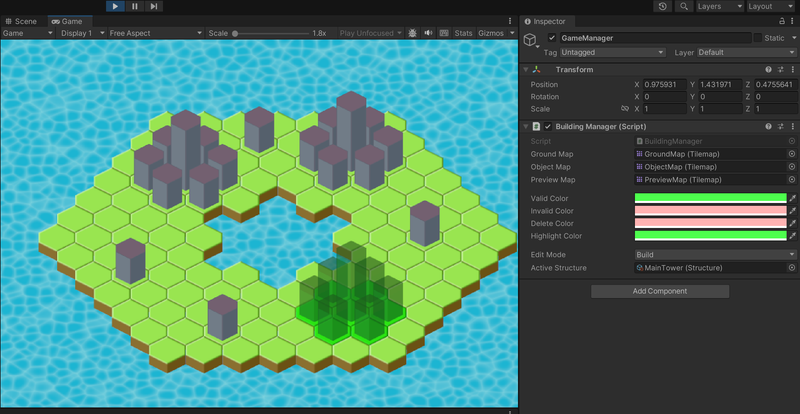 Layers Layout
Scene Game
Game Display 1 Free Aspect Scale 1.8x Play Unfocused Stats Gizmos
Inspector
GameManager Static
Tag Untagged Layer Default
Transform
Position X 0.975931 Y 1.431971 Z 0.4755641
Rotation X 0 Y 0 Z 0
Scale X 1 Y 1 Z 1
Building Manager (Script)
Script BuildingManager
Ground Map GroundMap (Tilemap)
Object Map ObjectMap (Tilemap)
Preview Map PreviewMap (Tilemap)
Valid Color
Invalid Color
Delete Color
Highlight Color
Edit Mode Build
Active Structure MainTower (Structure)
Add Component